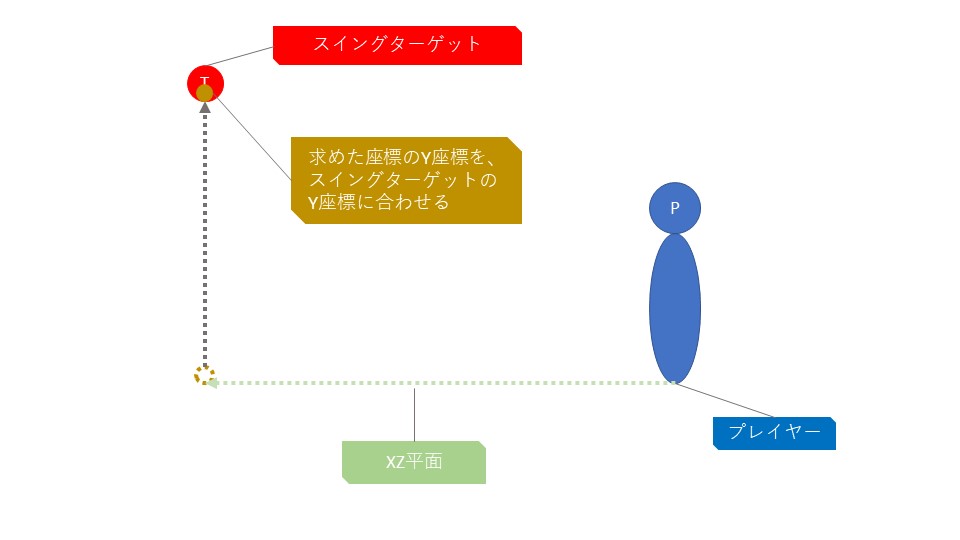 スイングターゲット
T
求めた座標のY座標を、
スイングターゲットの
Y座標に合わせる
P
プレイヤー
XZ平面